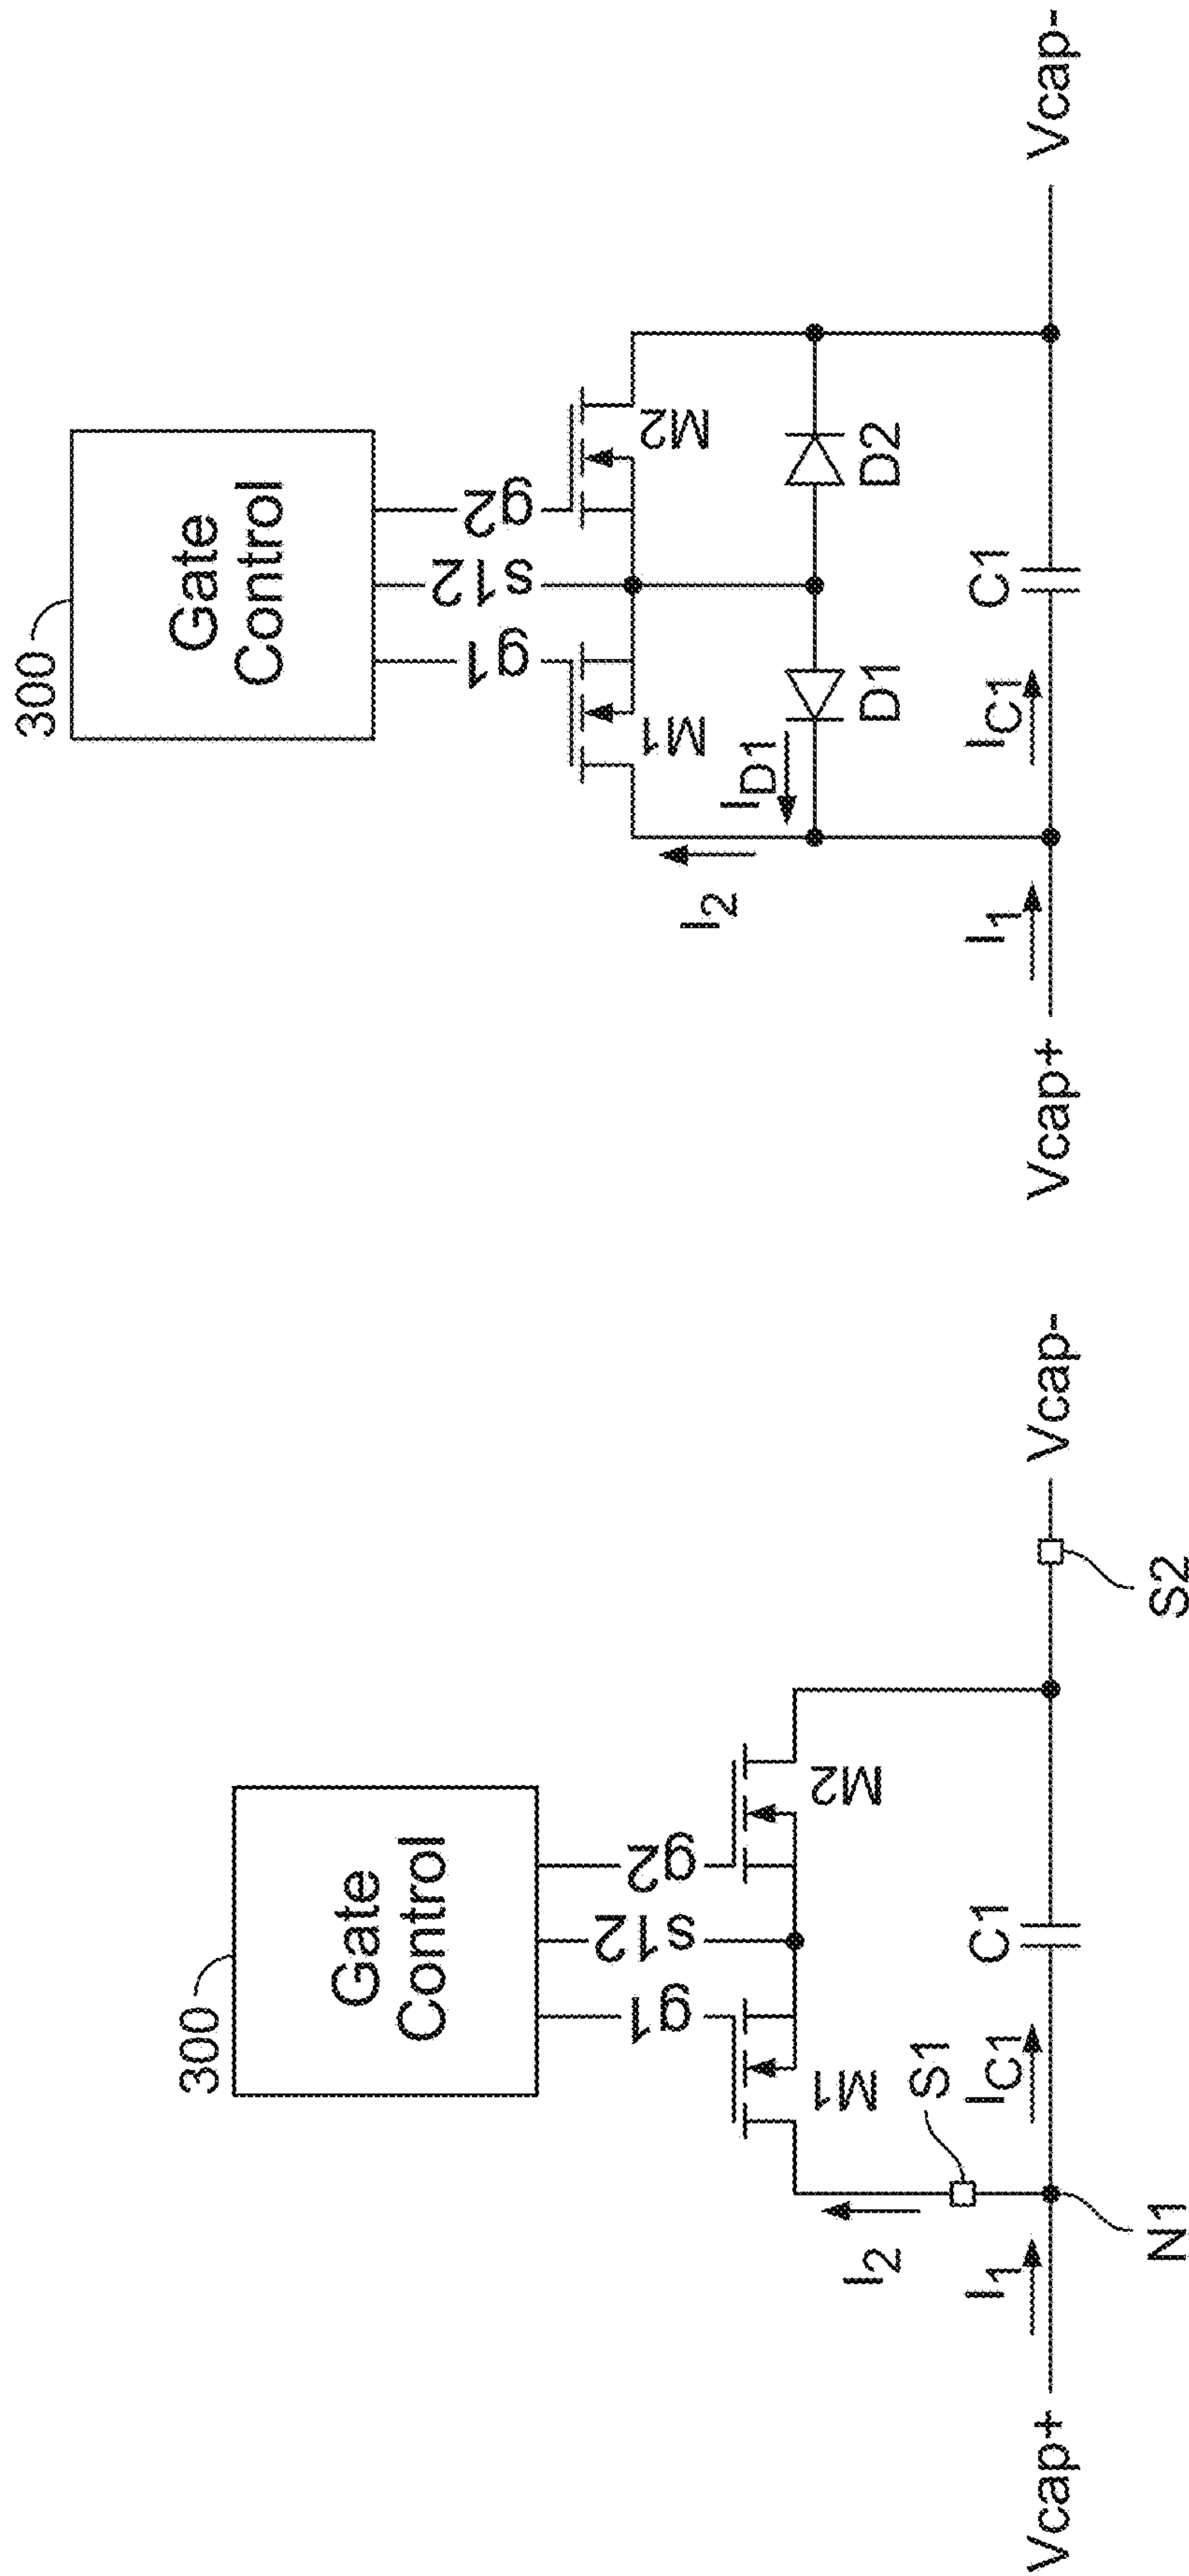 300
Gate
Control
g1
s12
g2
M1
M2
S1
I2
I1
IC1
C1
Vcap+
Vcap-
N1
S2
300
Gate
Control
g1
s12
g2
M1
M2
I2
ID1
D1
D2
I1
IC1
C1
Vcap+
Vcap-